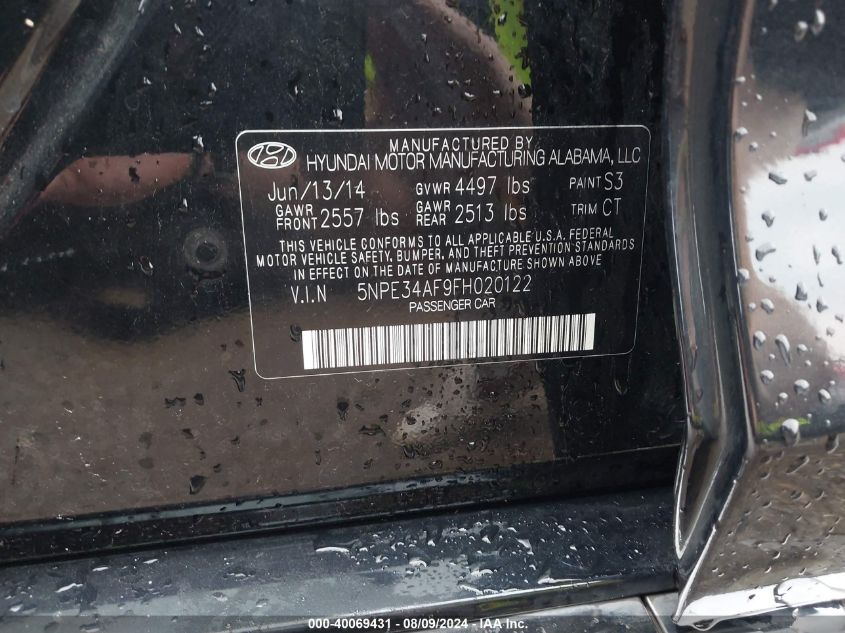 MANUFACTURED BY
HYUNDAI MOTOR MANUFACTURING ALABAMA, LLC
Jun/13/14 GVWR 4497 lbs PAINT S3
GAWR FRONT 2557 lbs GAWR REAR 2513 lbs TRIM CT
THIS VEHICLE CONFORMS TO ALL APPLICABLE U.S.A. FEDERAL
MOTOR VEHICLE SAFETY, BUMPER, AND THEFT PREVENTION STANDARDS
IN EFFECT ON THE DATE OF MANUFACTURE SHOWN ABOVE
V.I.N 5NPE34AF9FH020122
PASSENGER CAR
000-40069431 - 08/09/2024 - © IAA Inc.